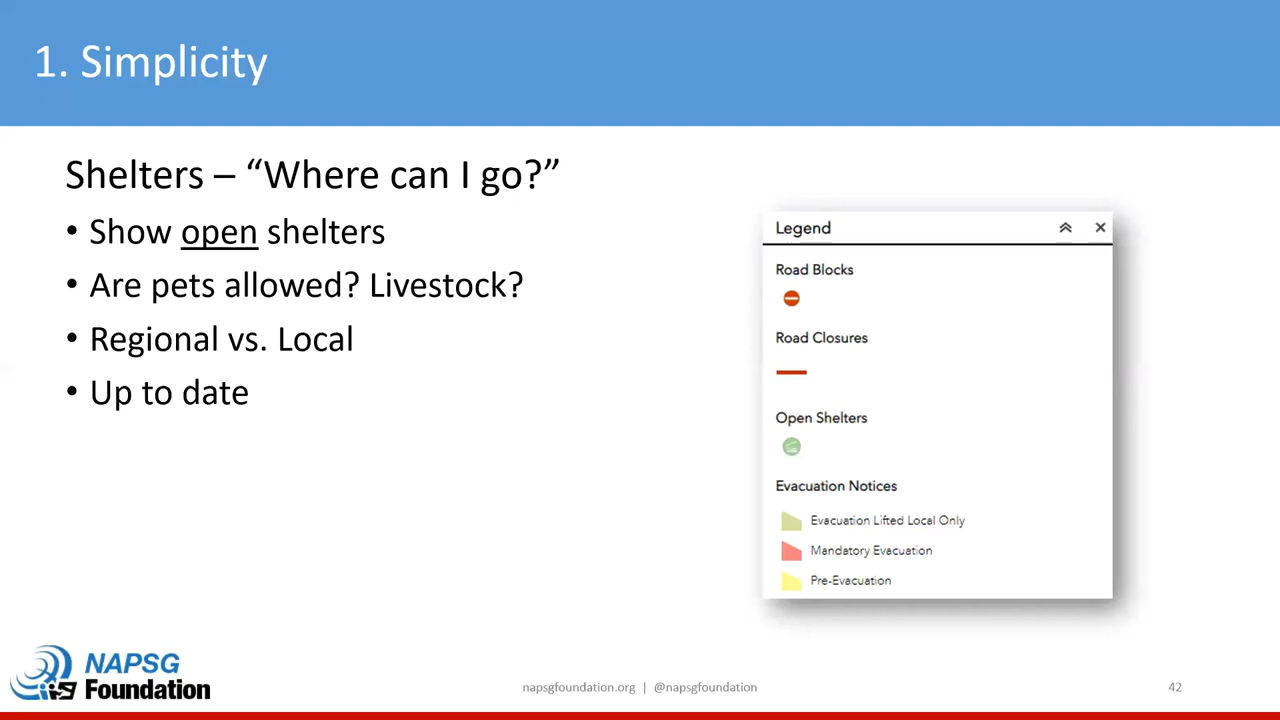 1. Simplicity
Shelters – “Where can I go?”
• Show open shelters
• Are pets allowed? Livestock?
• Regional vs. Local
• Up to date
Legend
Road Blocks
Road Closures
Open Shelters
Evacuation Notices
Evacuation Lifted Local Only
Mandatory Evacuation
Pre-Evacuation
NAPSG
Foundation
napsgfoundation.org | @napsgfoundation
42